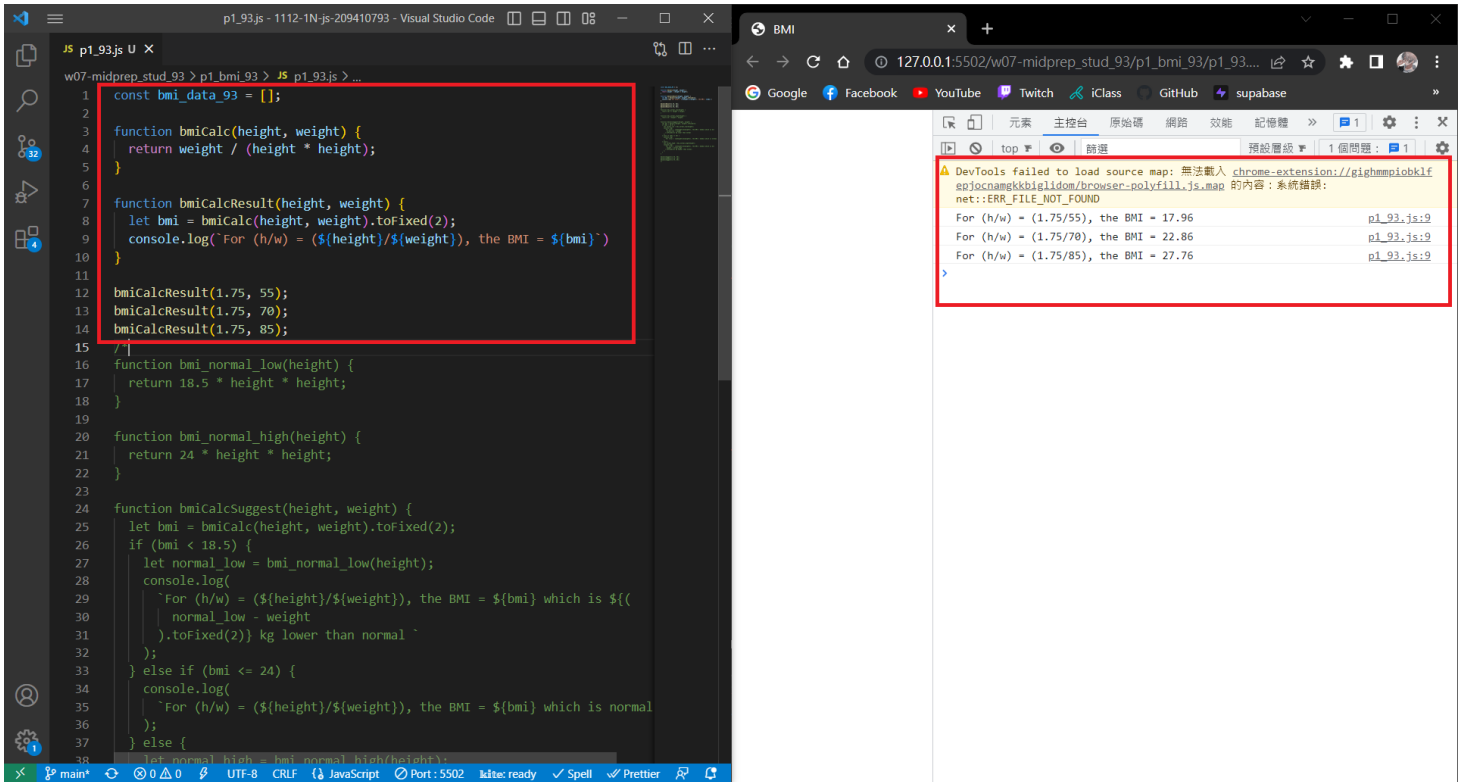 p1_93.js - 1112-1N-js-209410793 - Visual Studio Code
JS p1_93.js U
w07-midprep_stud_93 > p1_bmi_93 > JS p1_93.js > ...
1 const bmi_data_93 = [];
2
3 function bmiCalc(height, weight) {
4 return weight / (height * height);
5 }
6
7 function bmiCalcResult(height, weight) {
8 let bmi = bmiCalc(height, weight).toFixed(2);
9 console.log(`For (h/w) = (${height}/${weight}), the BMI = ${bmi}`)
10 }
11
12 bmiCalcResult(1.75, 55);
13 bmiCalcResult(1.75, 70);
14 bmiCalcResult(1.75, 85);
15 /*
16 function bmi_normal_low(height) {
17 return 18.5 * height * height;
18 }
19
20 function bmi_normal_high(height) {
21 return 24 * height * height;
22 }
23
24 function bmiCalcSuggest(height, weight) {
25 let bmi = bmiCalc(height, weight).toFixed(2);
26 if (bmi < 18.5) {
27 let normal_low = bmi_normal_low(height);
28 console.log(
29 `For (h/w) = (${height}/${weight}), the BMI = ${bmi} which is ${(
30 normal_low - weight
31 ).toFixed(2)} kg lower than normal `
32 );
33 } else if (bmi <= 24) {
34 console.log(
35 `For (h/w) = (${height}/${weight}), the BMI = ${bmi} which is normal
36 );
37 } else {
38 let normal_high = bmi_normal_high(height);
32
4
1
main* 0 0 UTF-8 CRLF JavaScript Port : 5502 kite: ready Spell Prettier
BMI
127.0.0.1:5502/w07-midprep_stud_93/p1_bmi_93/p1_93....
Google Facebook YouTube Twitch iClass GitHub supabase »
元素 主控台 原始碼 網路 效能 記憶體 » 1
top 篩選 預設層級 1 個問題： 1
DevTools failed to load source map: 無法載入 chrome-extension://gighmmpiobklf
epjocnamgkkbiglidom/browser-polyfill.js.map 的內容：系統錯誤:
net::ERR_FILE_NOT_FOUND
For (h/w) = (1.75/55), the BMI = 17.96 p1_93.js:9
For (h/w) = (1.75/70), the BMI = 22.86 p1_93.js:9
For (h/w) = (1.75/85), the BMI = 27.76 p1_93.js:9